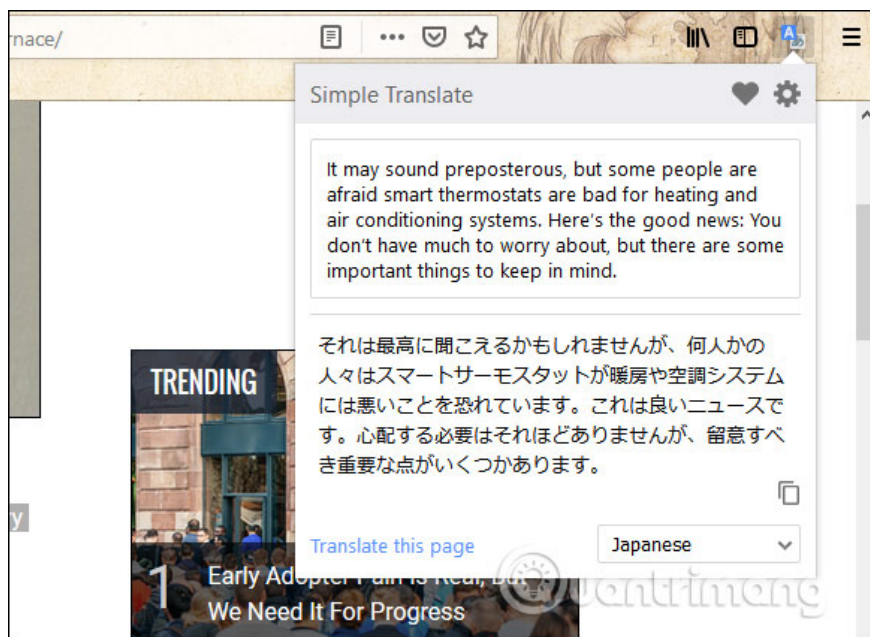 rnace/
Simple Translate
It may sound preposterous, but some people are
afraid smart thermostats are bad for heating and
air conditioning systems. Here's the good news: You
don't have much to worry about, but there are some
important things to keep in mind.
それは最高に聞こえるかもしれませんが、何人かの
人々はスマートサーモスタットが暖房や空調システム
には悪いことを恐れています。これは良いニュースで
す。心配する必要はそれほどありませんが、留意すべ
き重要な点がいくつかあります。
Translate this page
Japanese
TRENDING
ry
1
Early Adopter Pain Is Real, But
We Need It For Progress
Quantrimang